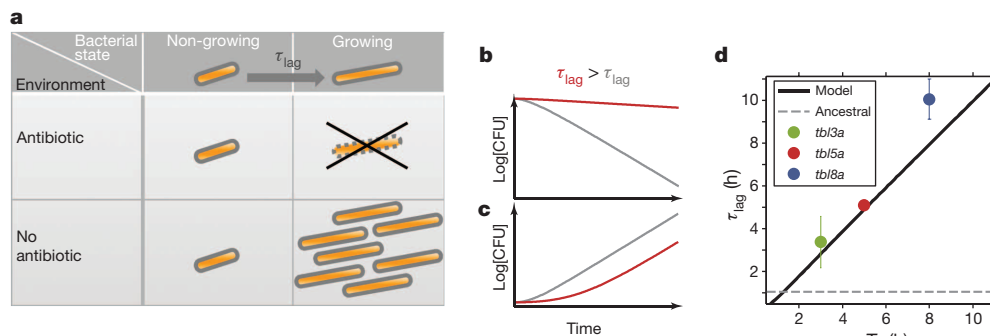 a
Bacterial
state
Non-growing
Growing
τlag
Environment
Antibiotic
No
antibiotic
b
τlag > τlag
Log[CFU]
c
Log[CFU]
Time
d
Model
Ancestral
tbl3a
tbl5a
tbl8a
τlag (h)
10
8
6
4
2
2 4 6 8 10